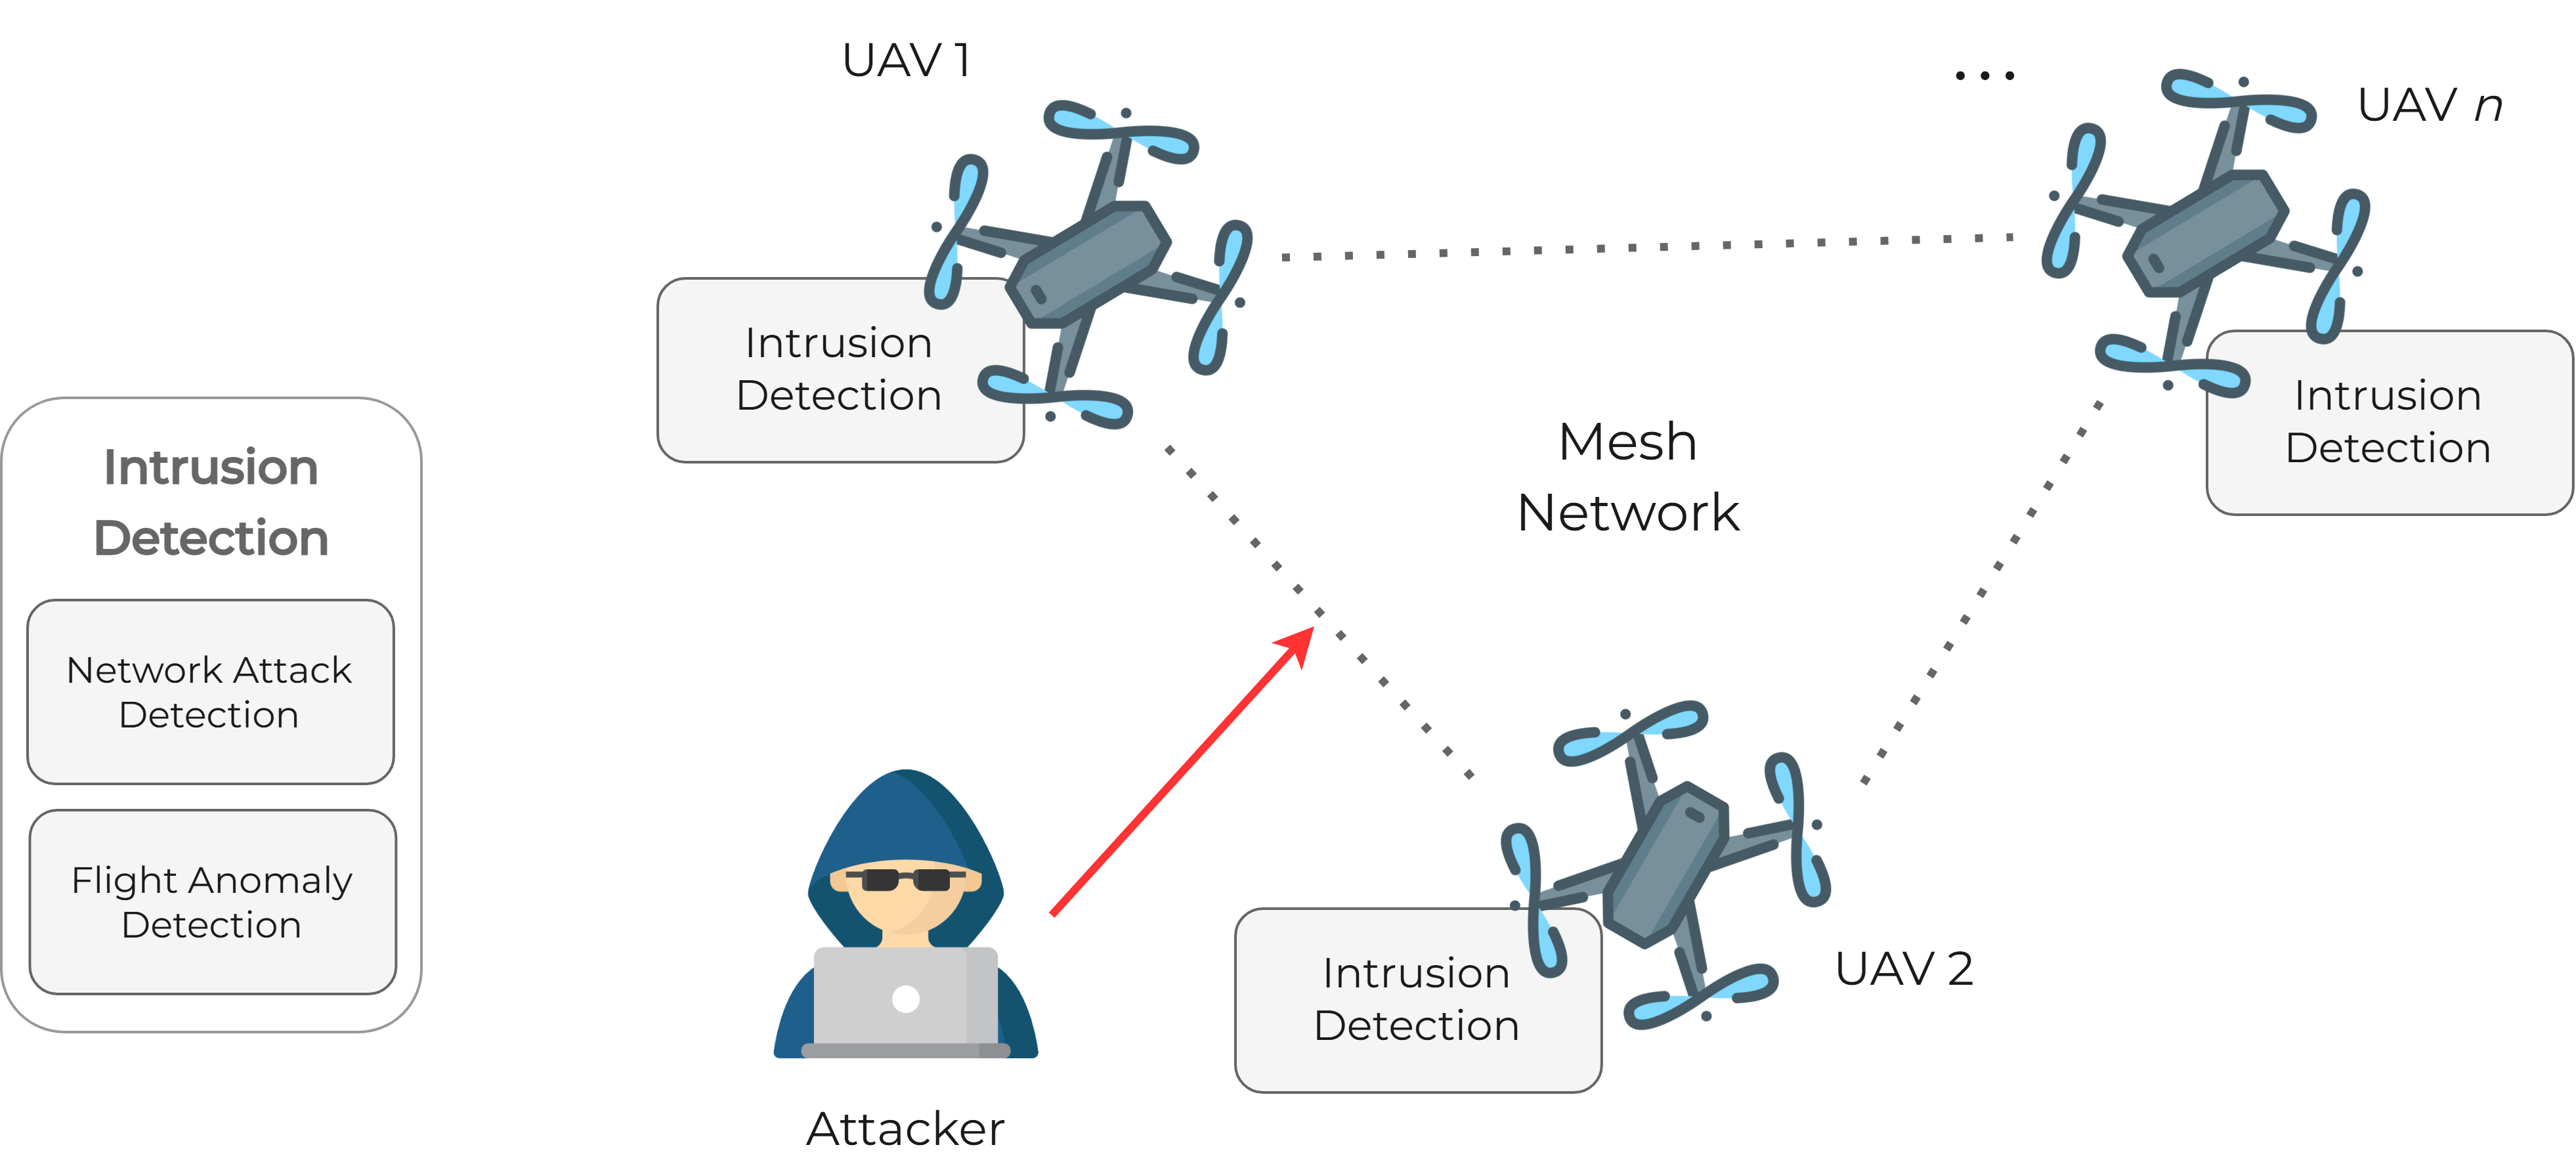 UAV 1
...
UAV n
Intrusion
Detection
Intrusion
Detection
Mesh
Network
Intrusion
Detection
Network Attack
Detection
Flight Anomaly
Detection
Intrusion
Detection
UAV 2
Attacker